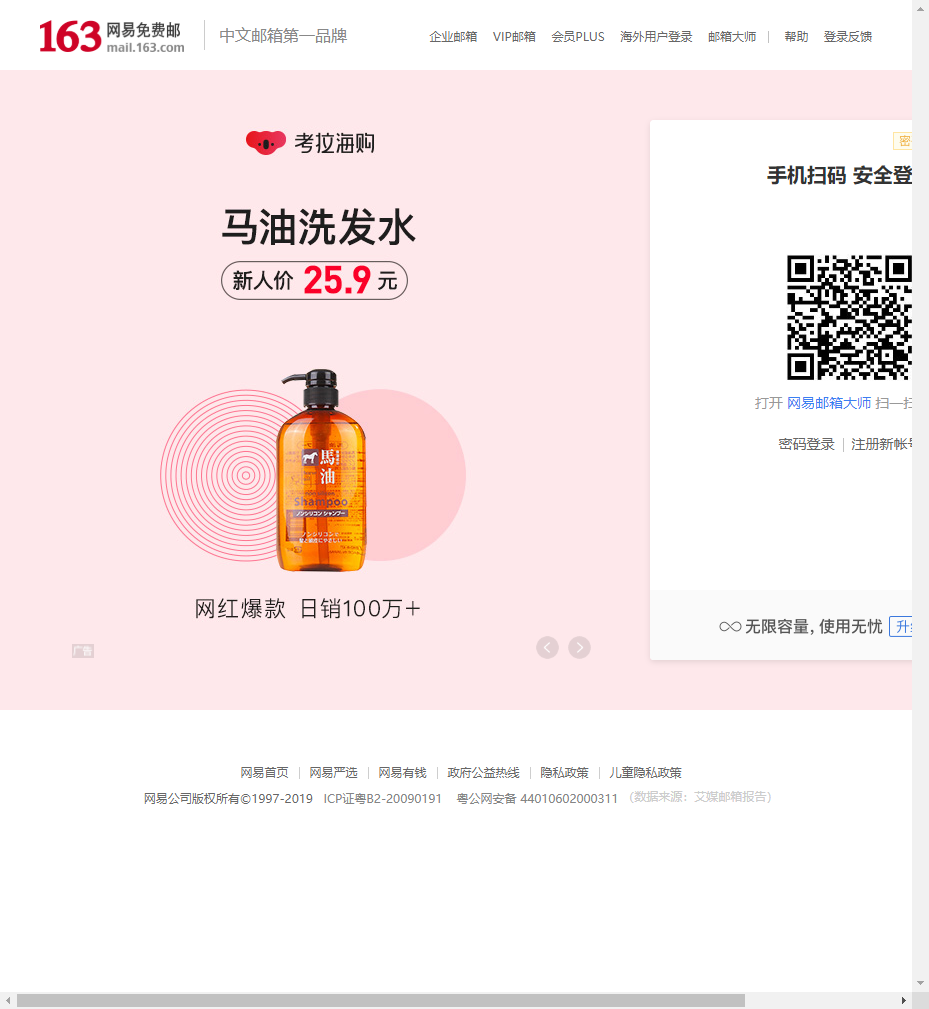 163 网易免费邮
mail.163.com
中文邮箱第一品牌
企业邮箱 VIP邮箱 会员PLUS 海外用户登录 邮箱大师 | 帮助 登录反馈
考拉海购
马油洗发水
新人价 25.9 元
馬油
Shampoo
ノンシリコン シャンプー
网红爆款 日销100万+
广告
密
手机扫码 安全登
打开 网易邮箱大师 扫一扫
密码登录 | 注册新帐号
无限容量, 使用无忧 升级
网易首页 | 网易严选 | 网易有钱 | 政府公益热线 | 隐私政策 | 儿童隐私政策
网易公司版权所有©1997-2019 ICP证粤B2-20090191 粤公网安备 44010602000311 （数据来源：艾媒邮箱报告）